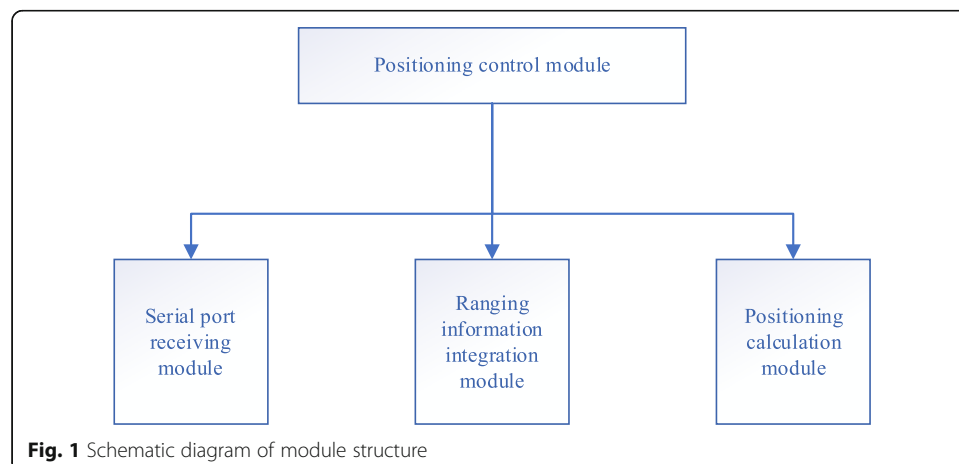 Positioning control module
Serial port
receiving
module
Ranging
information
integration
module
Positioning
calculation
module
Fig. 1 Schematic diagram of module structure